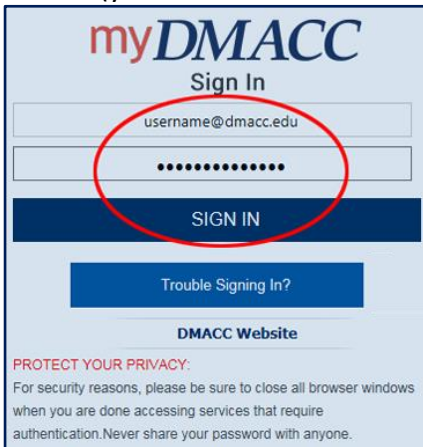 myDMACC
Sign In
username@dmacc.edu
••••••••••••••
SIGN IN
Trouble Signing In?
DMACC Website
PROTECT YOUR PRIVACY:
For security reasons, please be sure to close all browser windows
when you are done accessing services that require
authentication.Never share your password with anyone.